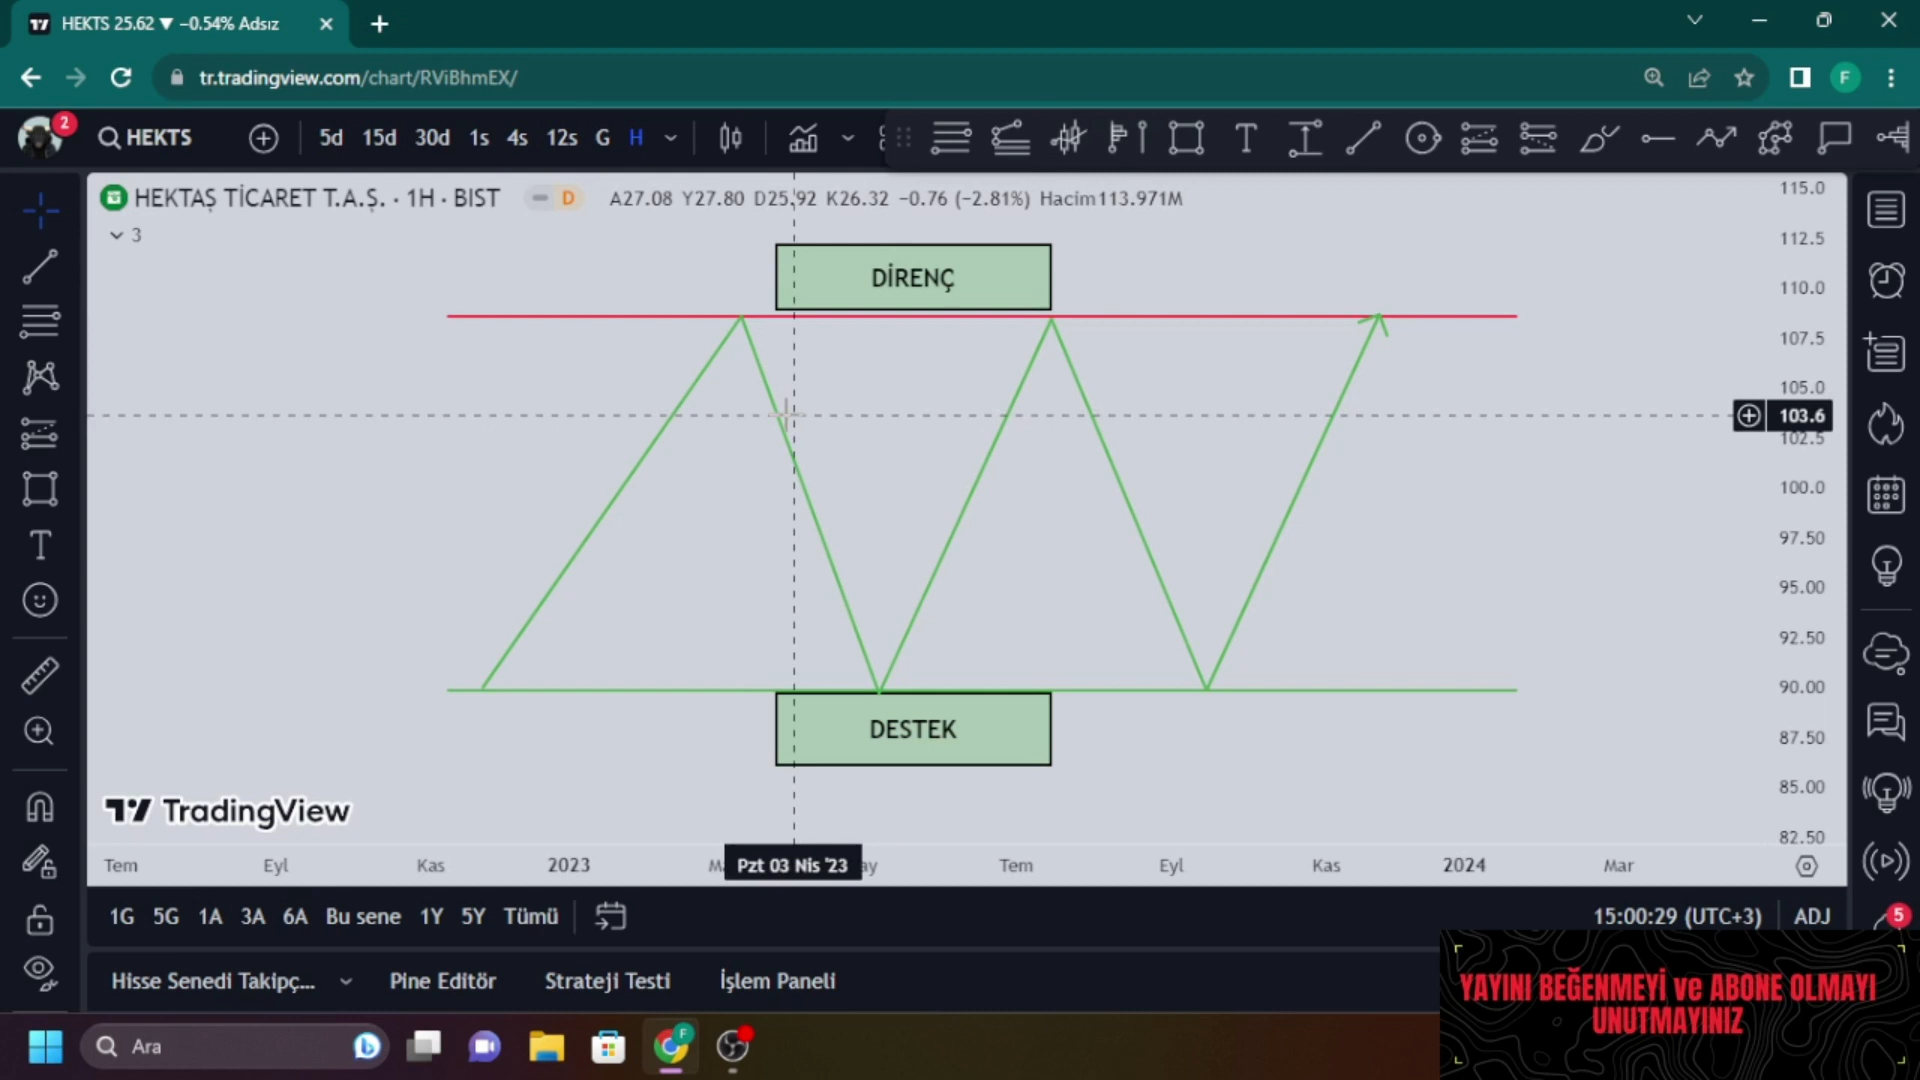 HEKTS 25.62 ▼ −0.54% Adsız
tr.tradingview.com/chart/RViBhmEX/
F
2
HEKTS
5d 15d 30d 1s 4s 12s G H
HEKTAŞ TİCARET T.A.Ş. · 1H · BIST
D
A27.08 Y27.80 D25.92 K26.32 −0.76 (−2.81%) Hacim113.971M
3
DİRENÇ
DESTEK
115.0
112.5
110.0
107.5
105.0
103.6
102.5
100.0
97.50
95.00
92.50
90.00
87.50
85.00
82.50
TradingView
Tem Eyl Kas 2023 Pzt 03 Nis '23 Tem Eyl Kas 2024 Mar
1G 5G 1A 3A 6A Bu sene 1Y 5Y Tümü
15:00:29 (UTC+3) ADJ
5
Hisse Senedi Takipç... Pine Editör Strateji Testi İşlem Paneli
YAYINI BEĞENMEYİ ve ABONE OLMAYI
UNUTMAYINIZ
Ara
F